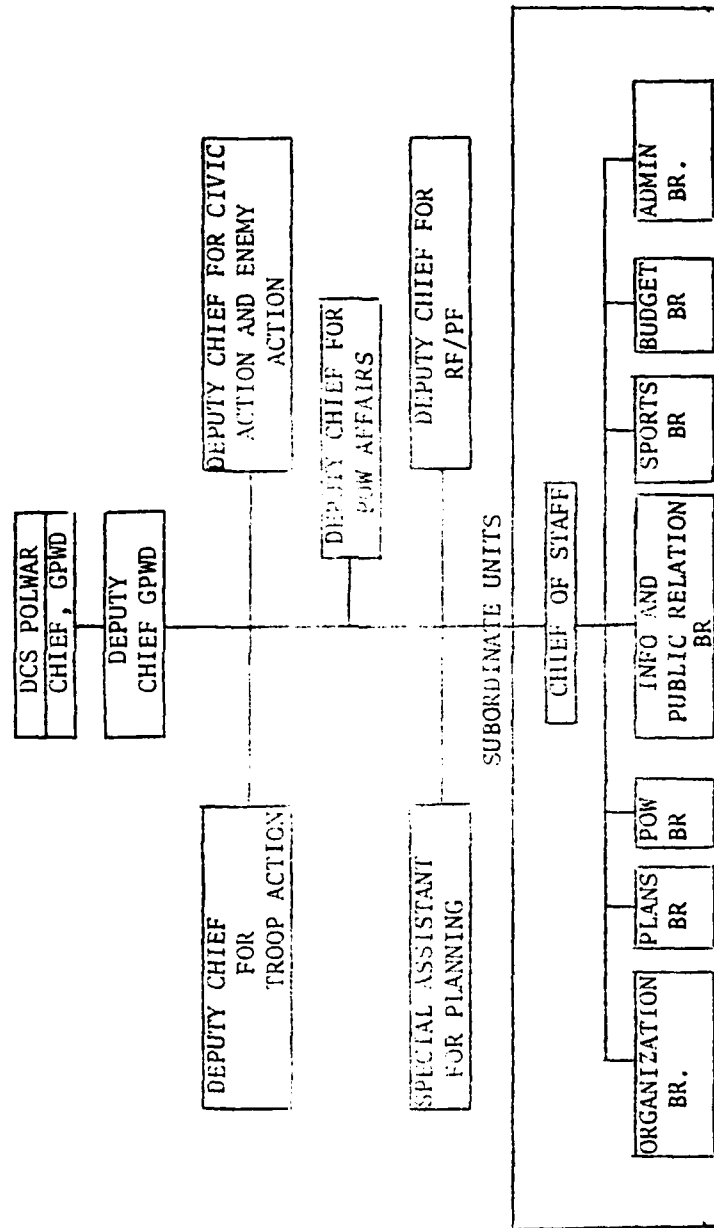 DCS POLWAR
CHIEF, GPWD
DEPUTY
CHIEF GPWD
DEPUTY CHIEF
FOR
TROOP ACTION
DEPUTY CHIEF FOR CIVIC
ACTION AND ENEMY
ACTION
DEPUTY CHIEF FOR
POW AFFAIRS
SPECIAL ASSISTANT
FOR PLANNING
DEPUTY CHIEF FOR
RF/PF
SUBORDINATE UNITS
CHIEF OF STAFF
ORGANIZATION
BR.
PLANS
BR
POW
BR
INFO AND
PUBLIC RELATION
BR
SPORTS
BR
BUDGET
BR
ADMIN
BR.